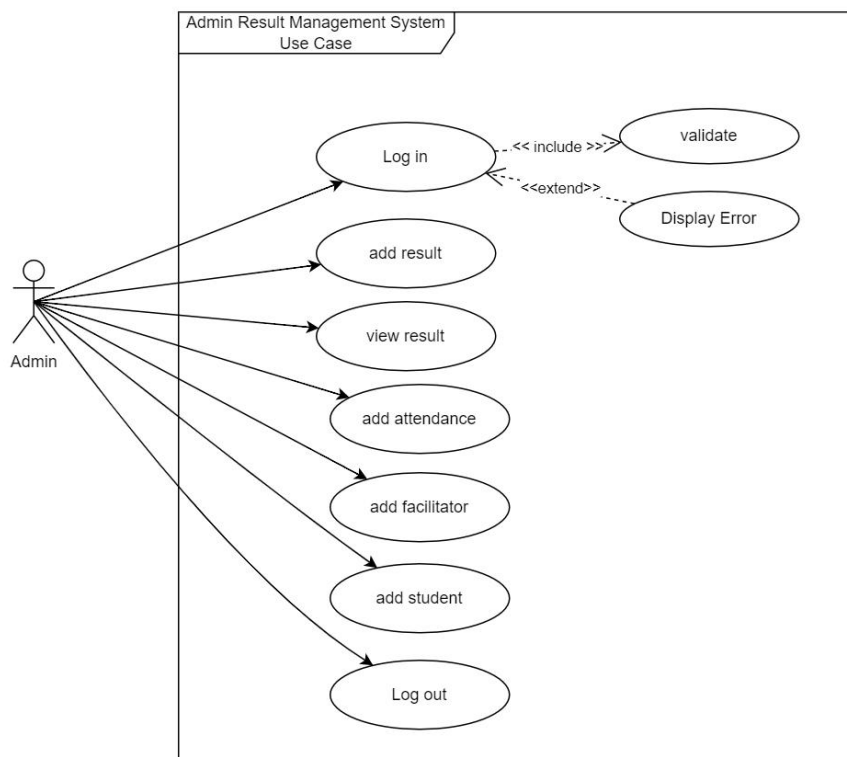 Admin Result Management System
Use Case
Log in
<< include >>
validate
<<extend>>
Display Error
add result
view result
Admin
add attendance
add facilitator
add student
Log out